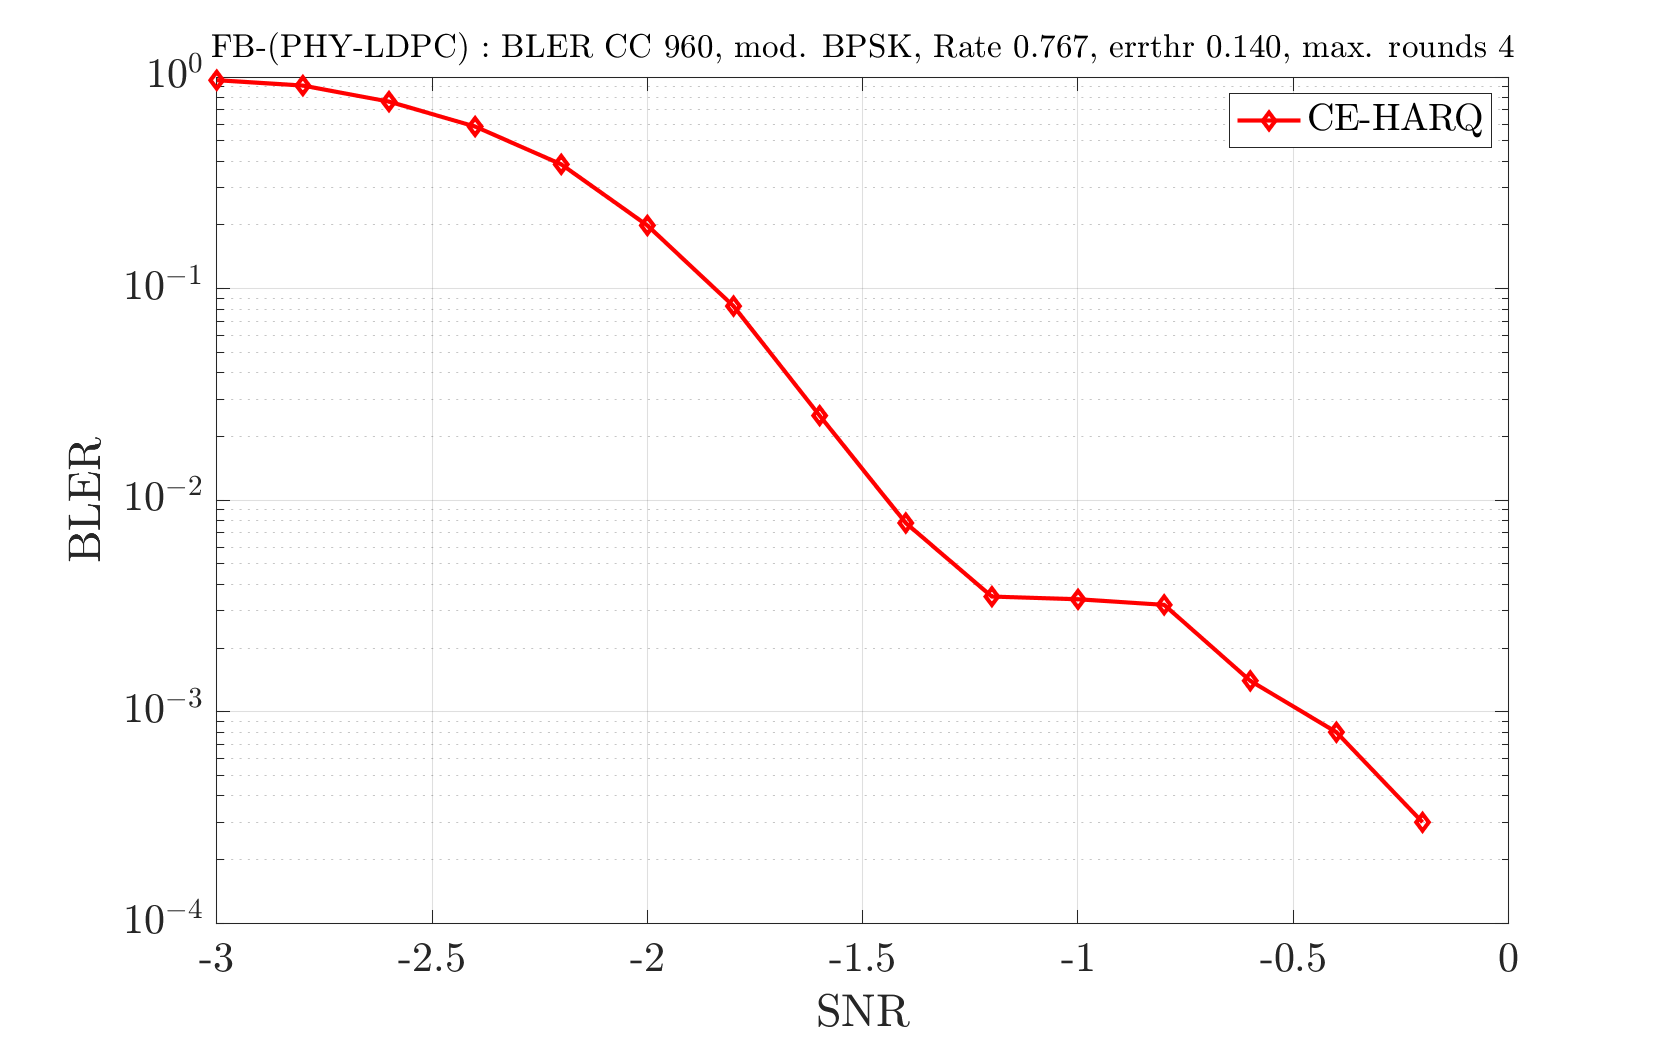 FB-(PHY-LDPC) : BLER CC 960, mod. BPSK, Rate 0.767, errthr 0.140, max. rounds 4
CE-HARQ
10^0
10^{-1}
10^{-2}
10^{-3}
10^{-4}
BLER
-3 -2.5 -2 -1.5 -1 -0.5 0
SNR